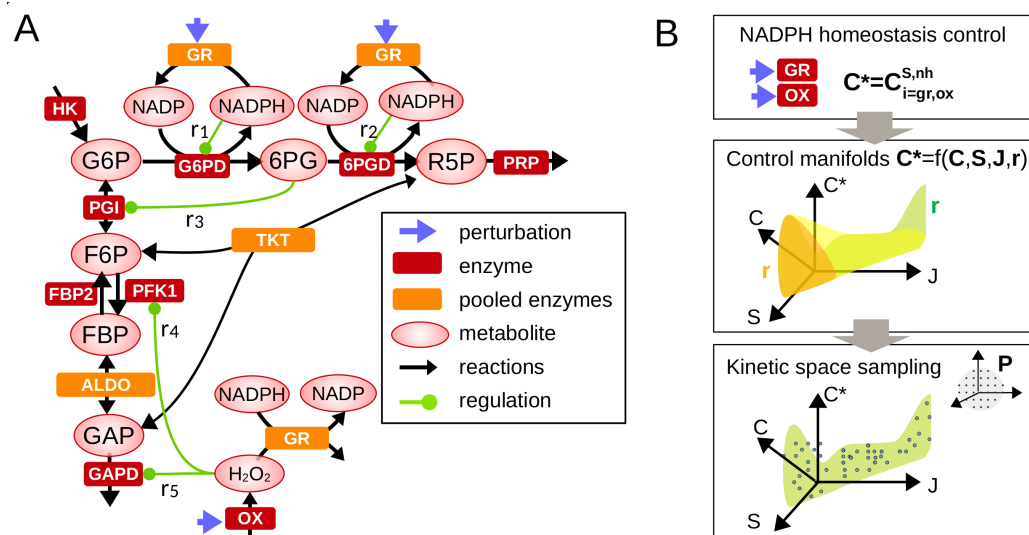 A
GR
GR
NADP
NADPH
NADP
NADPH
HK
r1
r2
G6P
G6PD
6PG
6PGD
R5P
PRP
PGI
r3
TKT
F6P
FBP2
PFK1
FBP
r4
ALDO
GAP
NADPH
NADP
GR
GAPD
r5
H2O2
OX
perturbation
enzyme
pooled enzymes
metabolite
reactions
regulation
B
NADPH homeostasis control
GR
OX
C*=C S,nh i=gr,ox
Control manifolds C*=f(C,S,J,r)
C*
C
r
r
J
S
Kinetic space sampling
P
C*
C
J
S